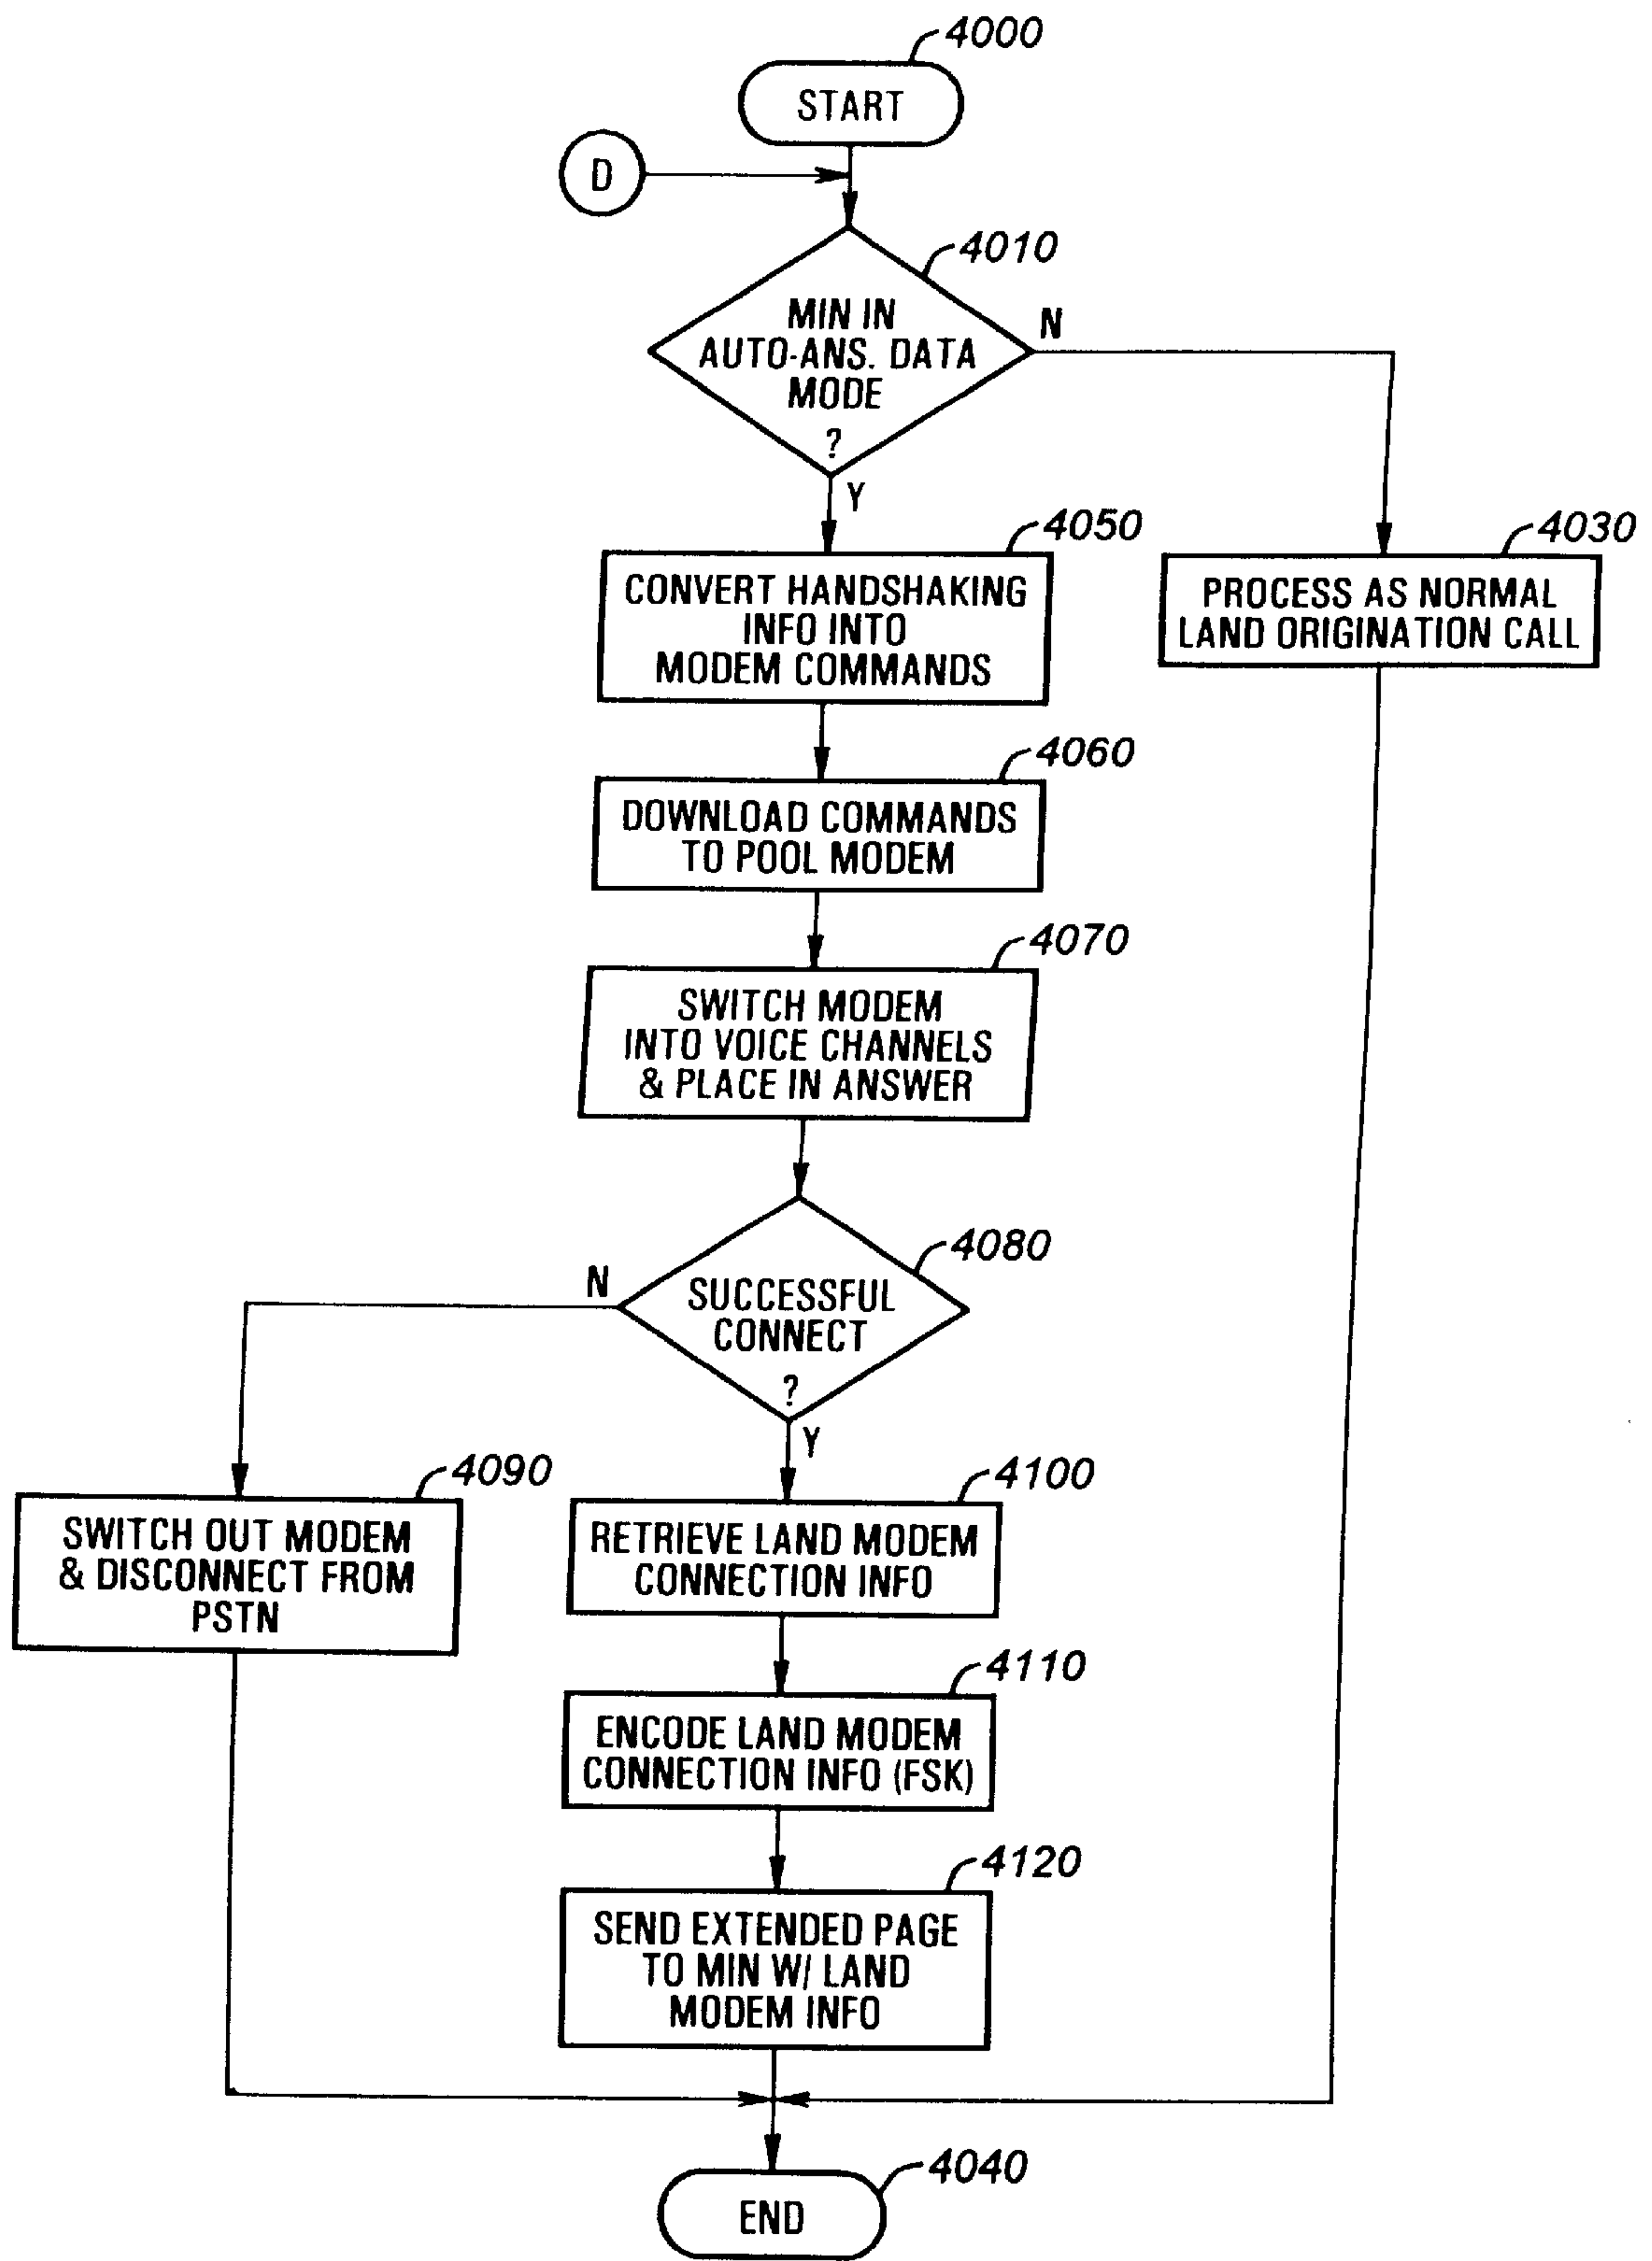 4000
START
D
4010
MIN IN
AUTO-ANS. DATA
MODE
?
N
Y
4050
CONVERT HANDSHAKING
INFO INTO
MODEM COMMANDS
4030
PROCESS AS NORMAL
LAND ORIGINATION CALL
4060
DOWNLOAD COMMANDS
TO POOL MODEM
4070
SWITCH MODEM
INTO VOICE CHANNELS
& PLACE IN ANSWER
4080
SUCCESSFUL
CONNECT
?
N
Y
4090
SWITCH OUT MODEM
& DISCONNECT FROM
PSTN
4100
RETRIEVE LAND MODEM
CONNECTION INFO
4110
ENCODE LAND MODEM
CONNECTION INFO (FSK)
4120
SEND EXTENDED PAGE
TO MIN W/ LAND
MODEM INFO
4040
END